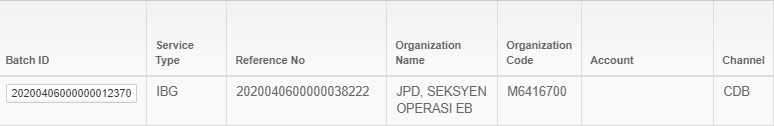 Batch ID
Service Type
Reference No
Organization Name
Organization Code
Account
Channel
20200406000000012370
IBG
2020040600000038222
JPD, SEKSYEN
OPERASI EB
M6416700
CDB